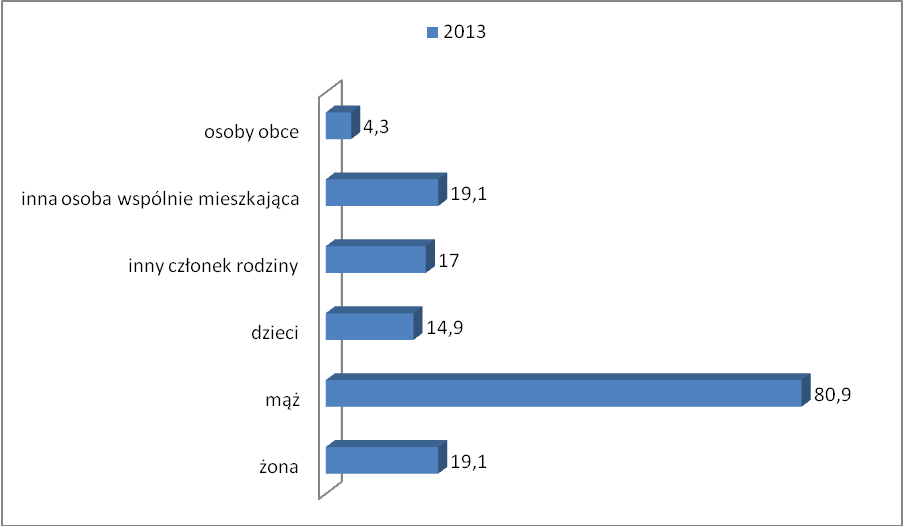 2013
osoby obce 4,3
inna osoba wspólnie mieszkająca 19,1
inny członek rodziny 17
dzieci 14,9
mąż 80,9
żona 19,1